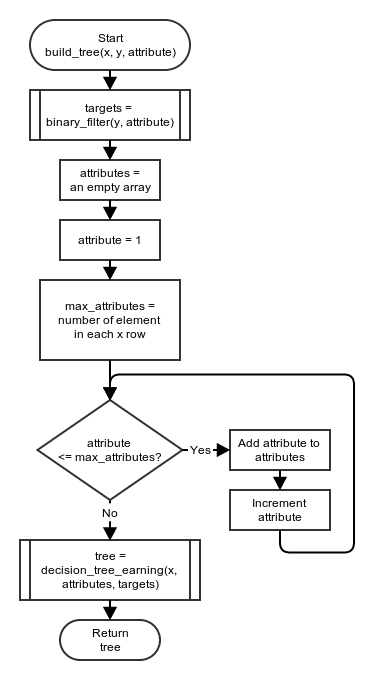 Start
build_tree(x, y, attribute)
targets =
binary_filter(y, attribute)
attributes =
an empty array
attribute = 1
max_attributes =
number of element
in each x row
attribute
<= max_attributes?
Yes
Add attribute to
attributes
Increment
attribute
No
tree =
decision_tree_earning(x,
attributes, targets)
Return
tree